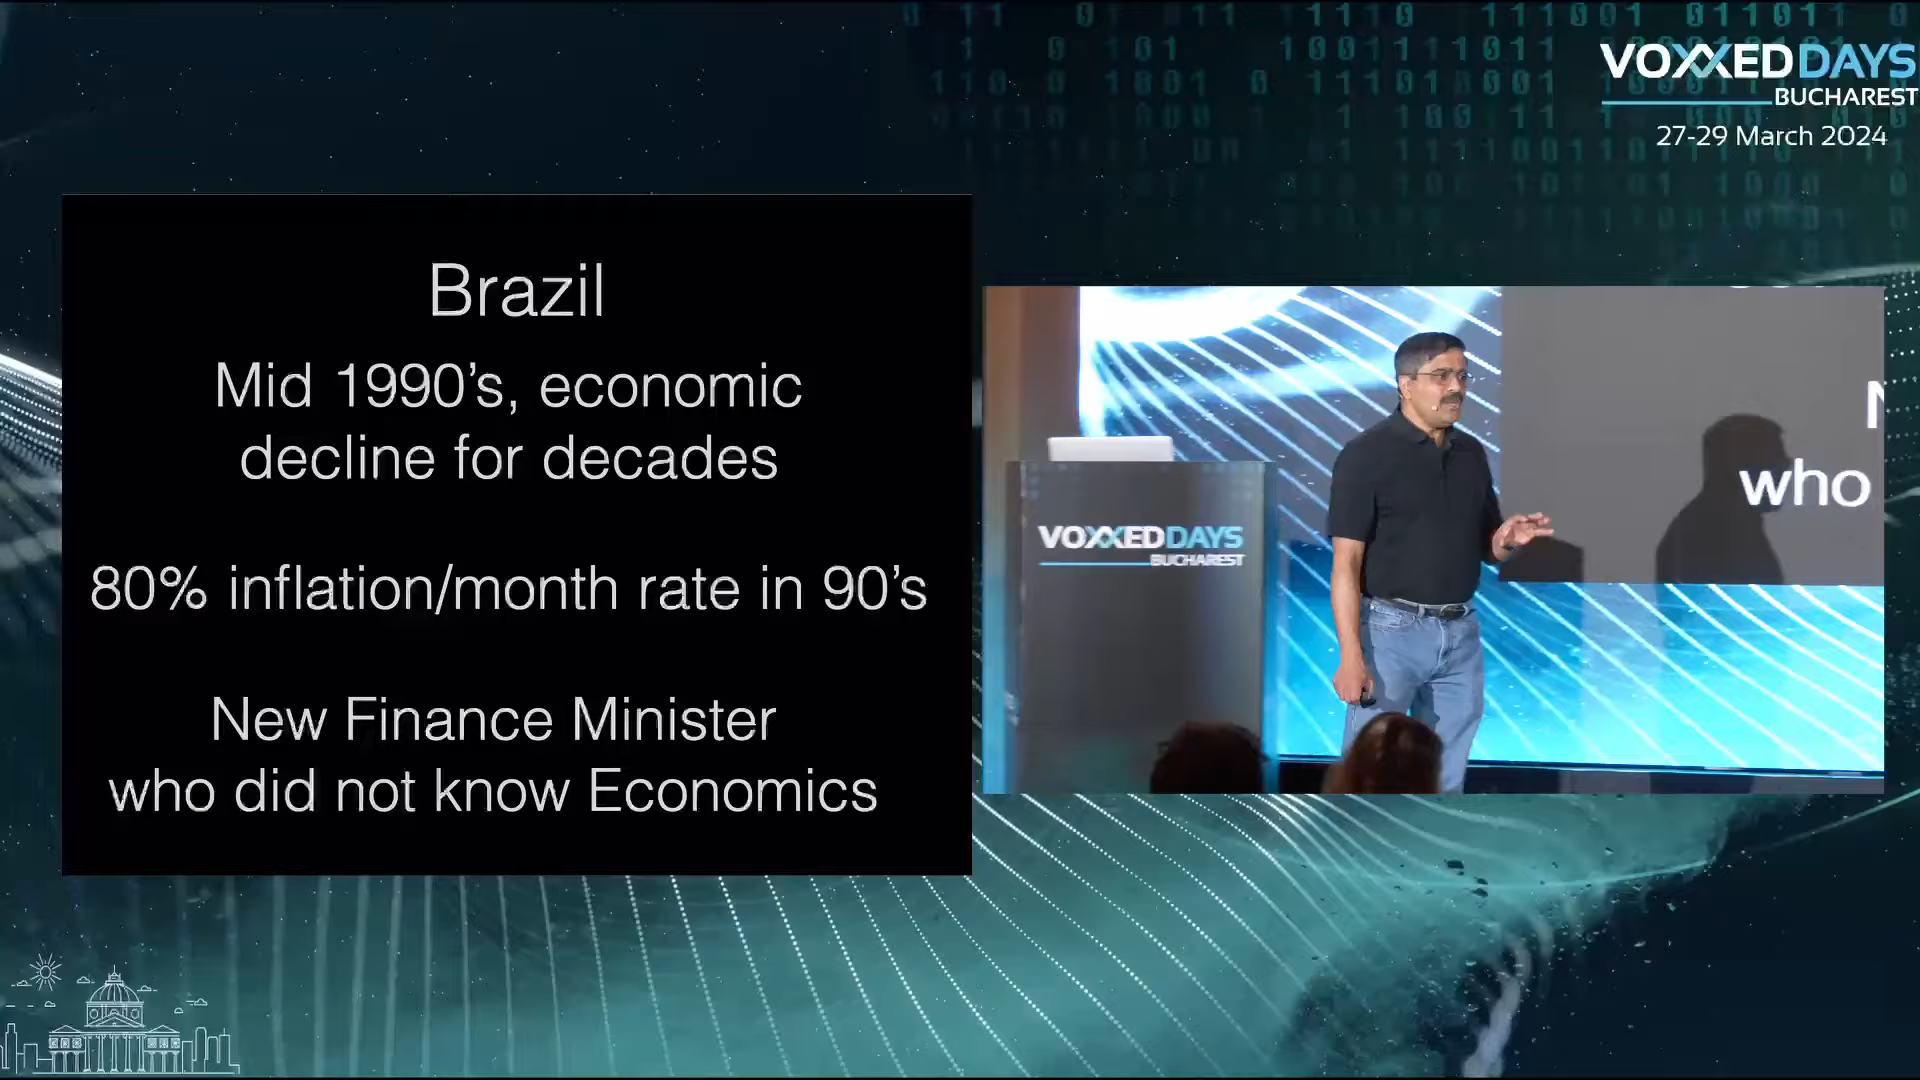 VOXXEDDAYS
BUCHAREST
27-29 March 2024
Brazil
Mid 1990's, economic
decline for decades
80% inflation/month rate in 90's
New Finance Minister
who did not know Economics
VOXXEDDAYS
BUCHAREST
N
who